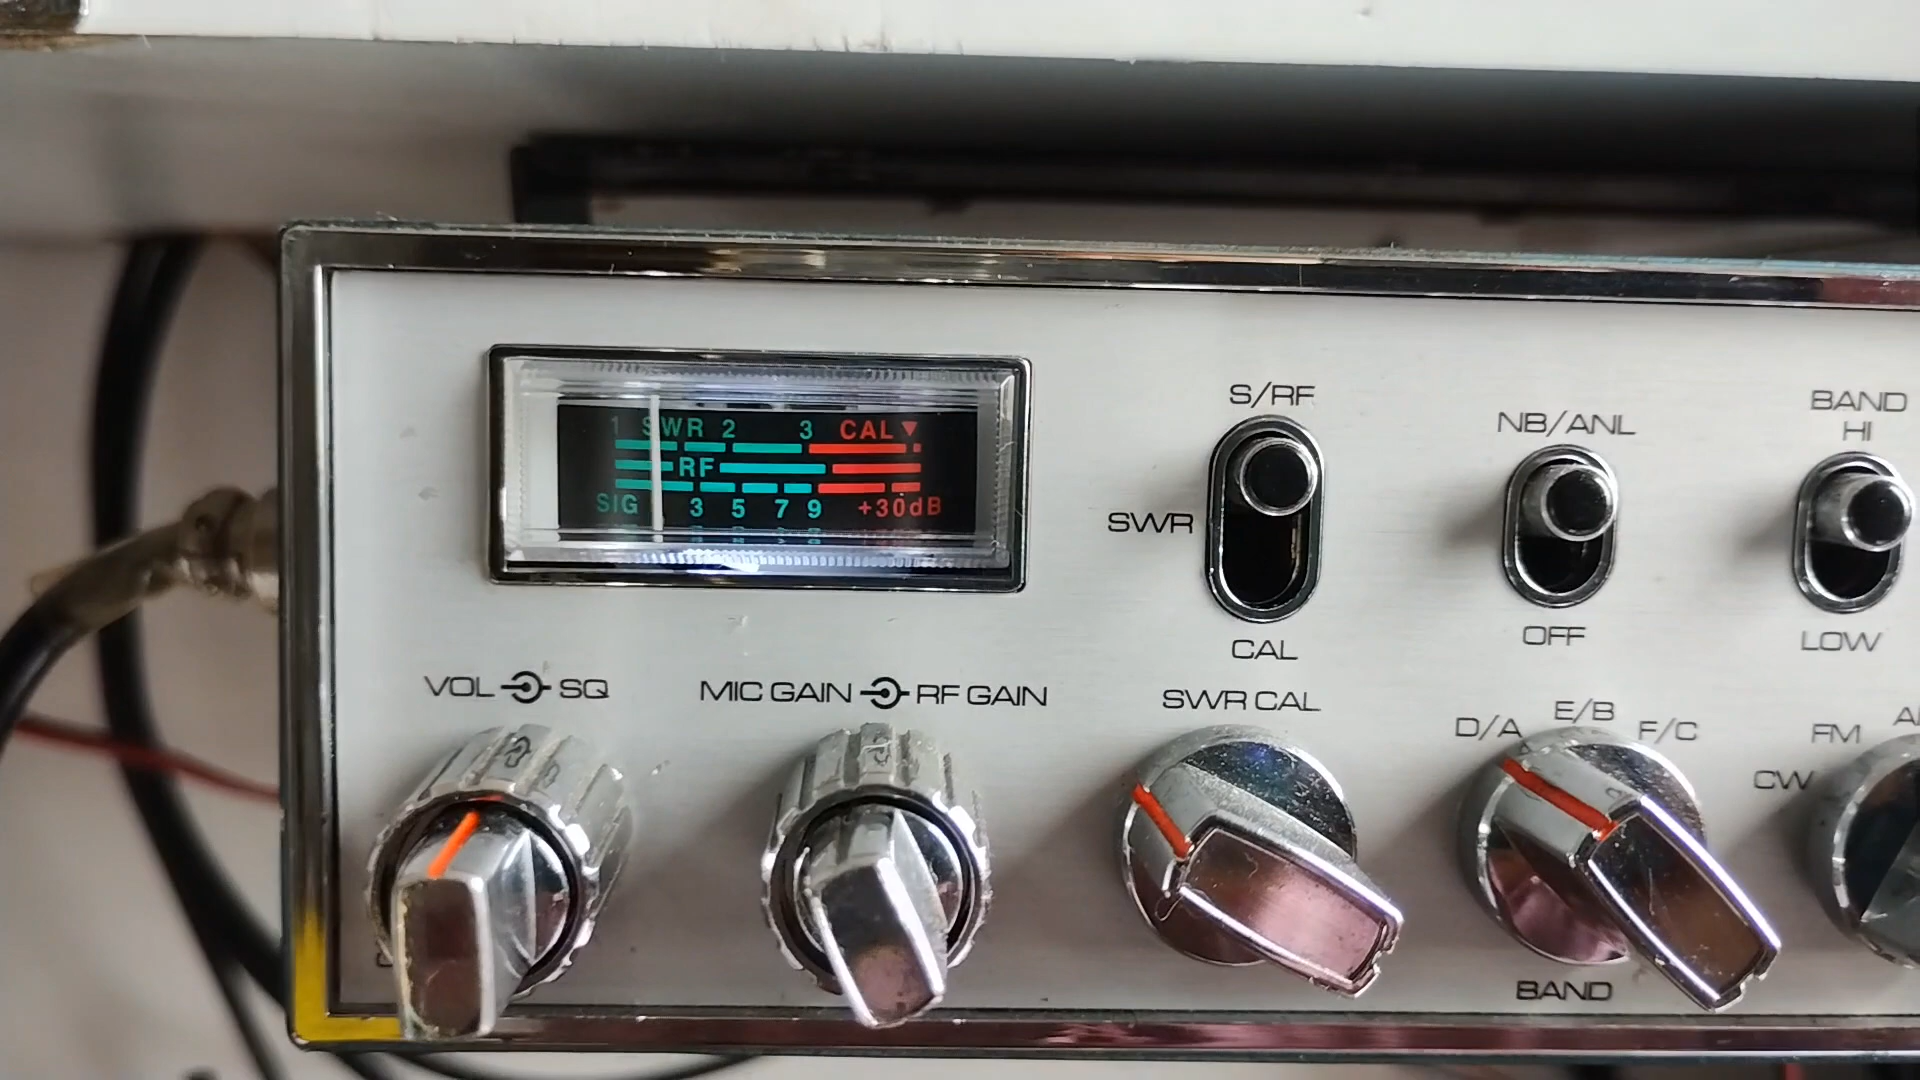 1 SWR 2 3 CAL
RF
SIG 3 5 7 9 +30dB
S/RF
SWR
CAL
NB/ANL
OFF
BAND
HI
LOW
VOL SQ
MIC GAIN RF GAIN
SWR CAL
D/A E/B F/C
BAND
FM
CW